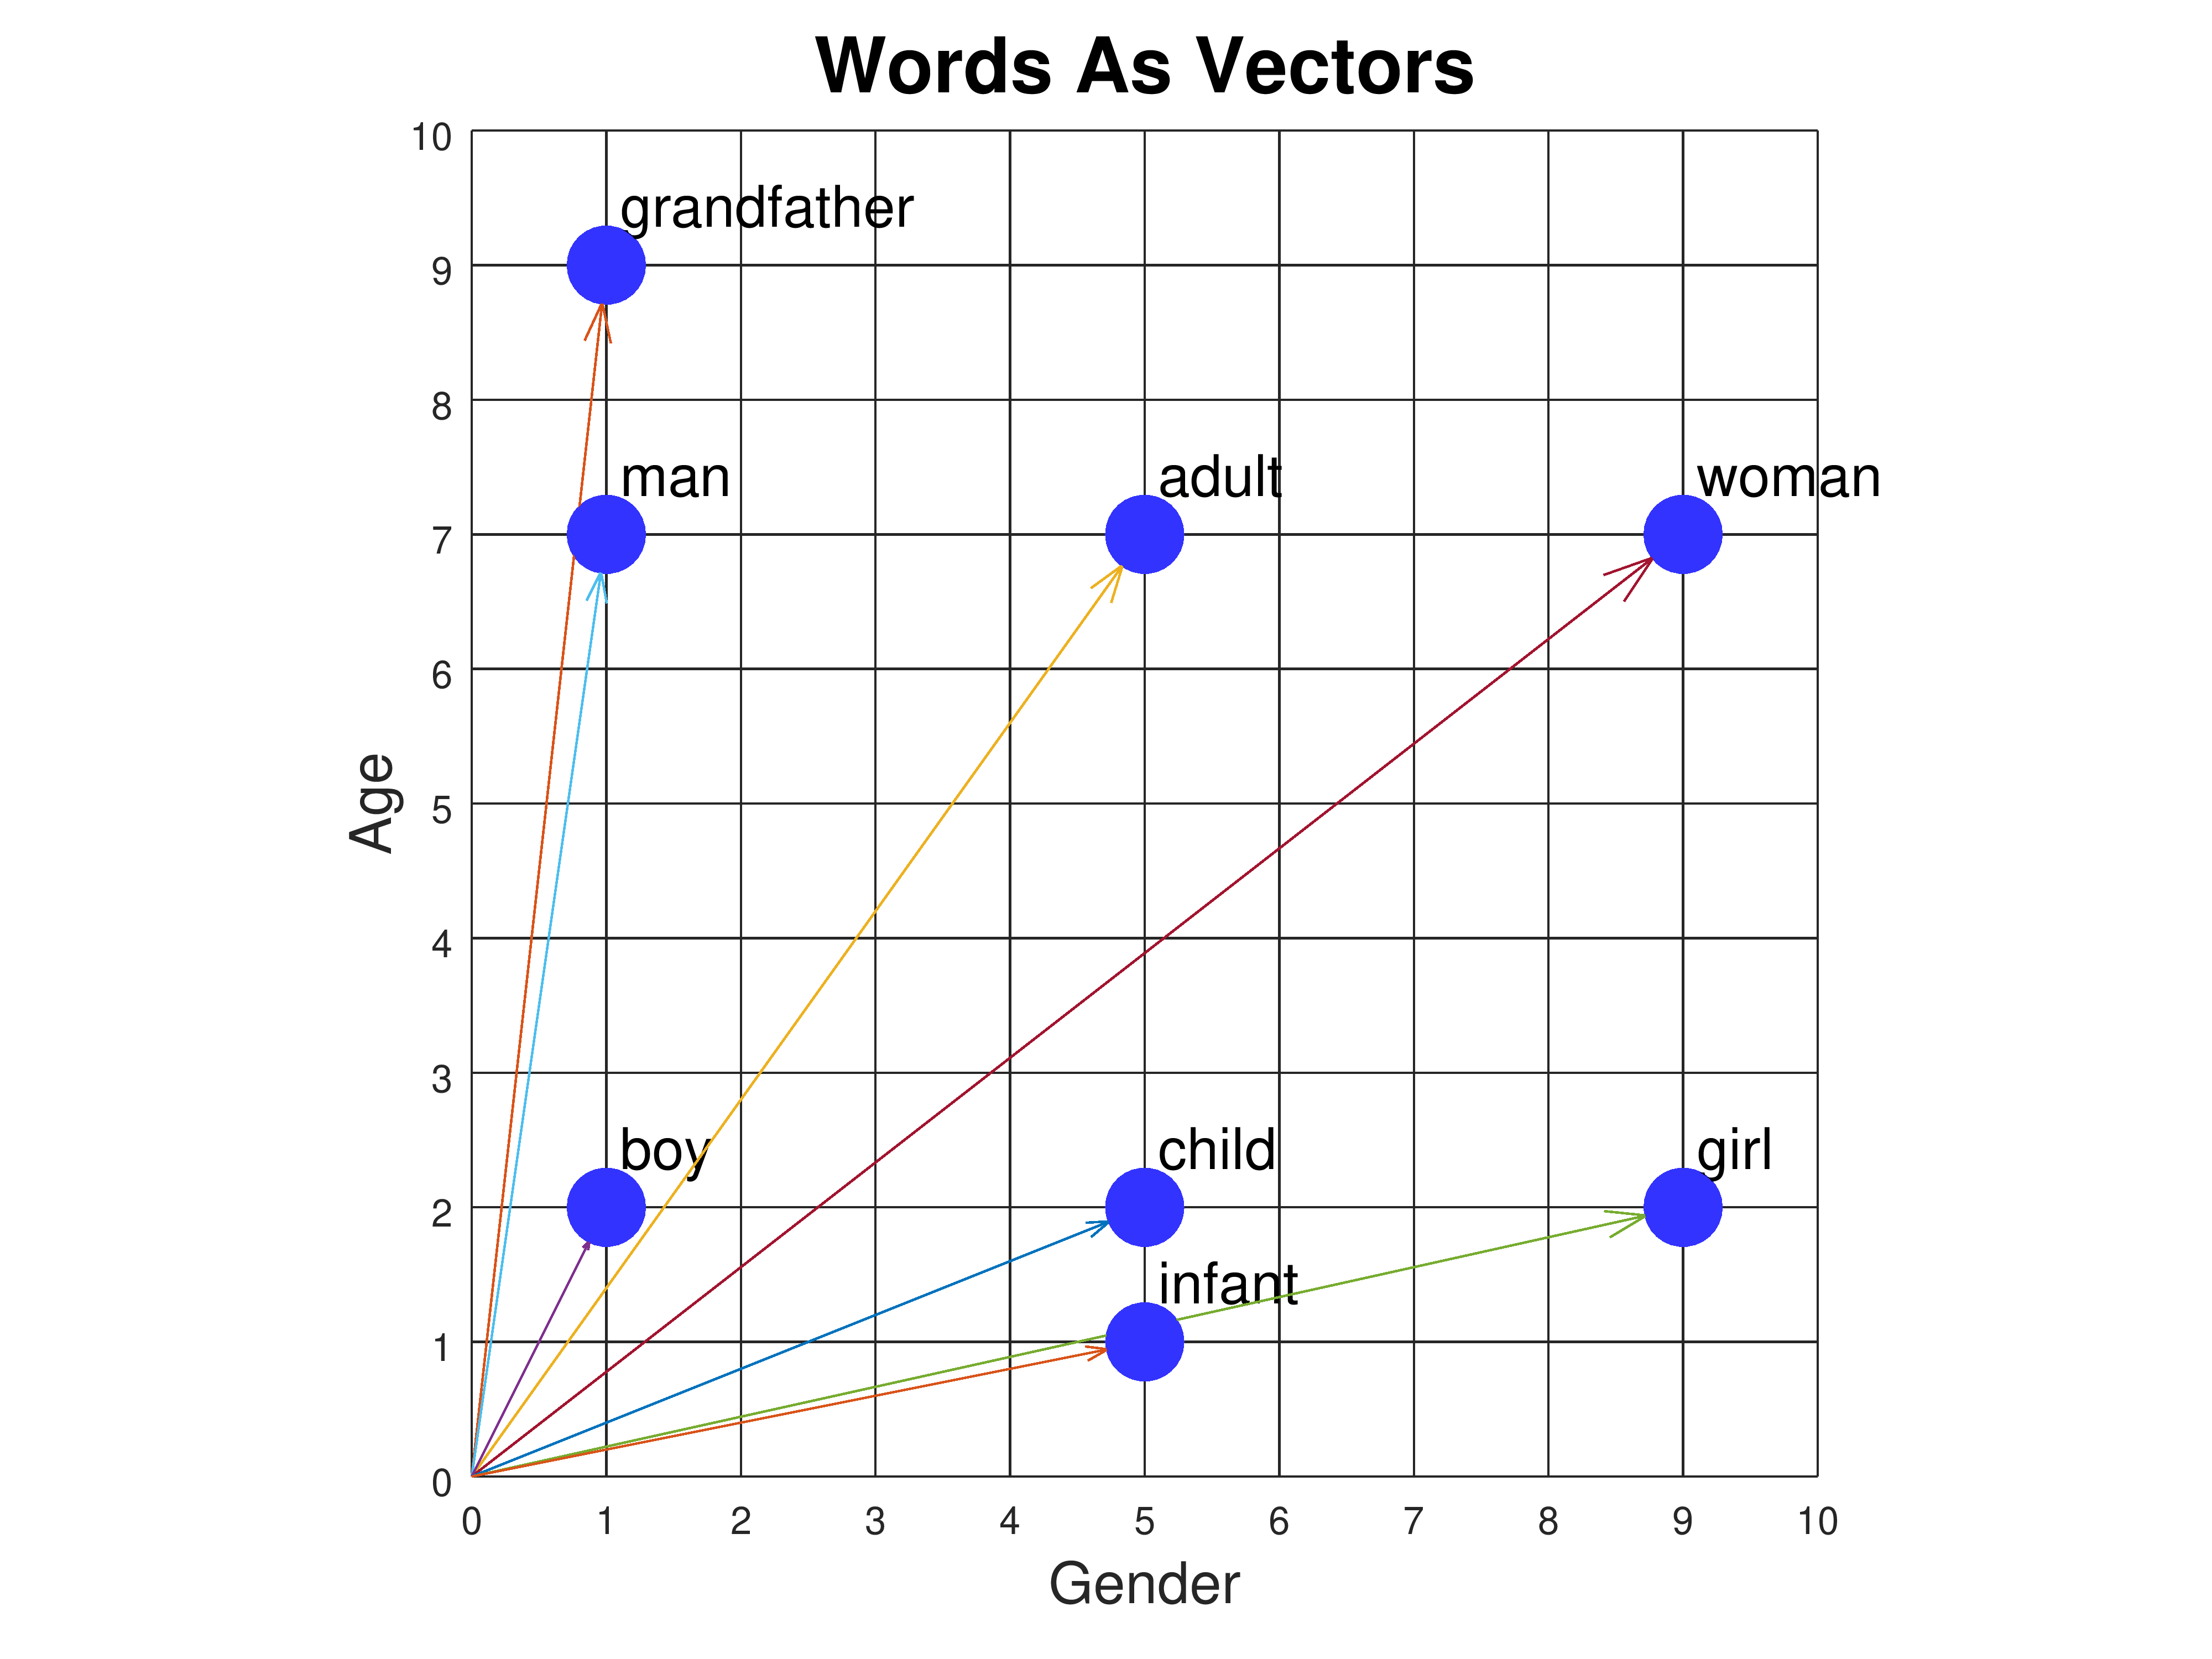 Words As Vectors
10
grandfather
9
8
man adult woman
7
6
Age
5
4
3
boy child girl
2
infant
1
0
0 1 2 3 4 5 6 7 8 9 10
Gender